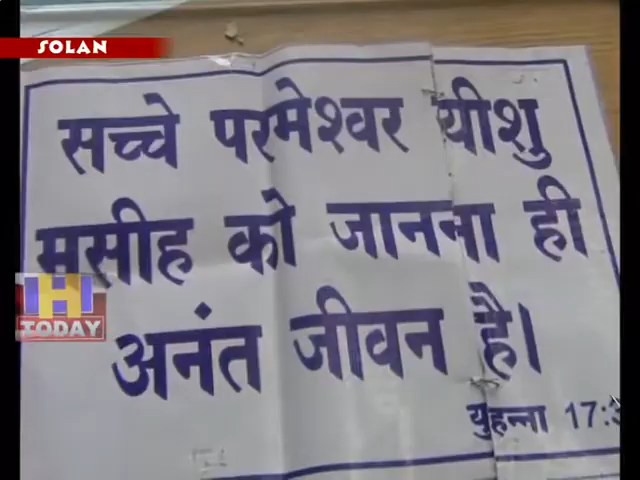 SOLAN
सच्चे परमेश्वर यीशु
मसीह को जानना ही
अनंत जीवन है।
युहन्ना 17:3
H
TODAY